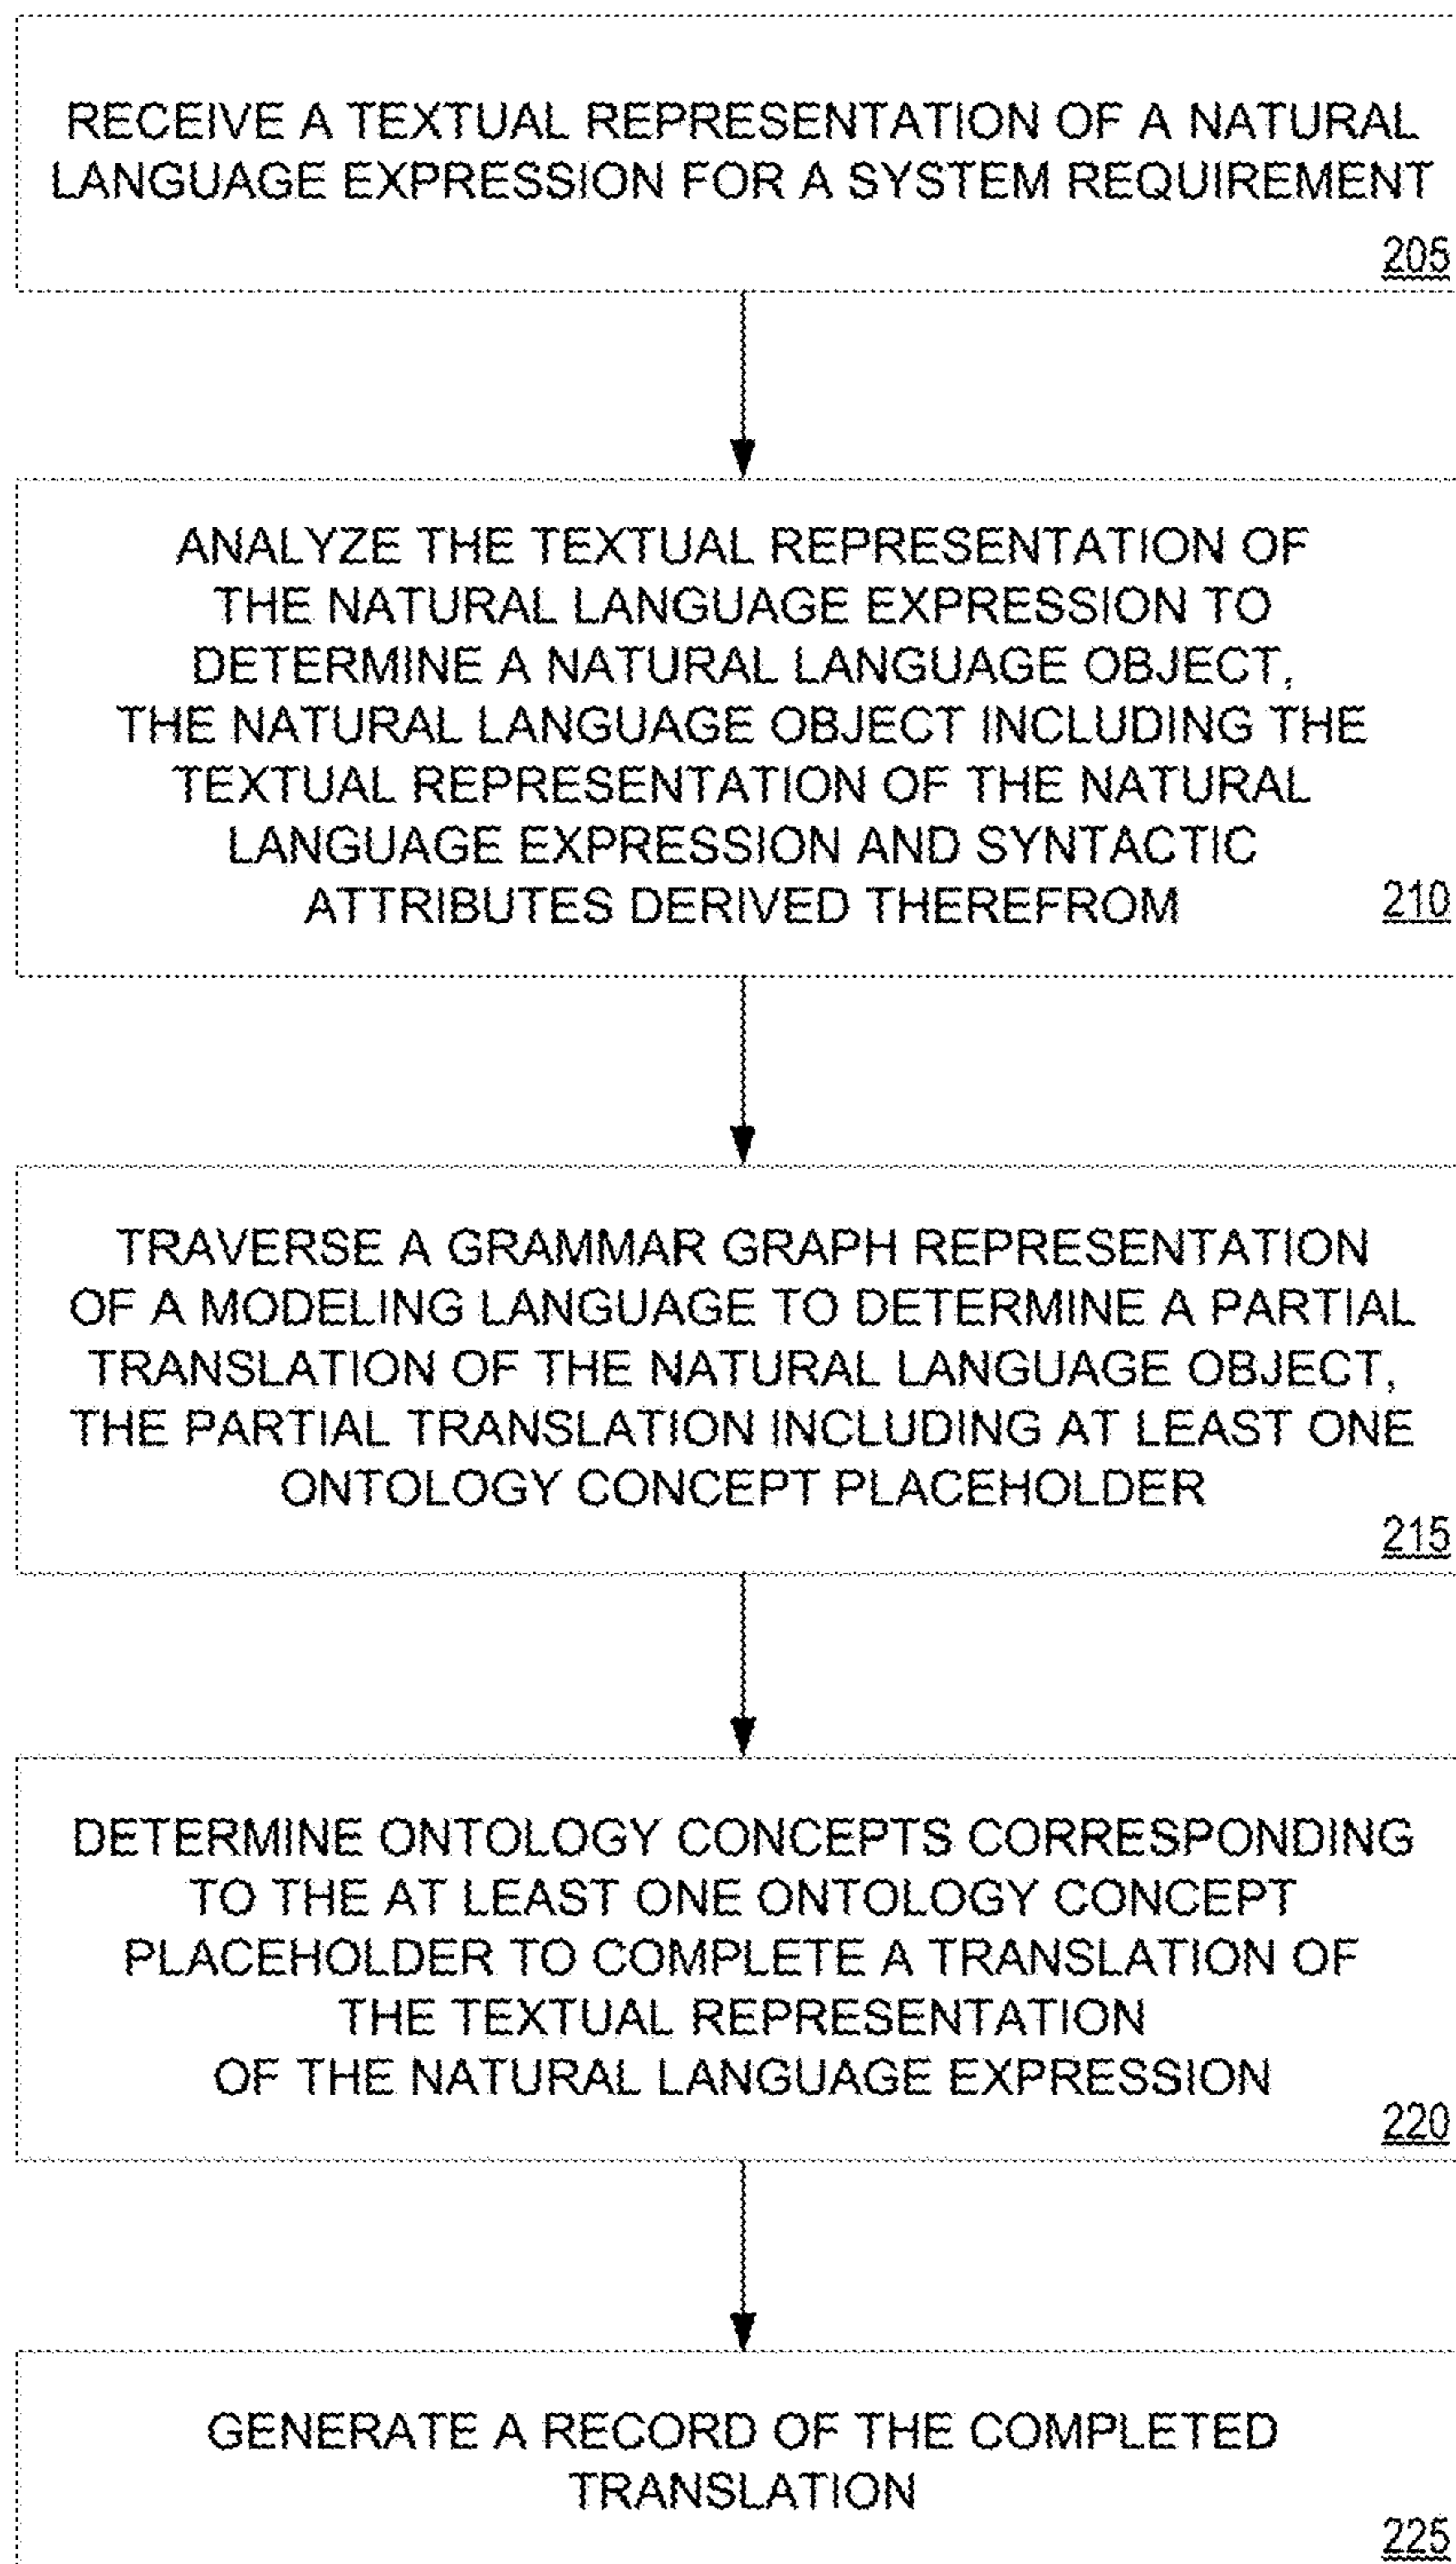 RECEIVE A TEXTUAL REPRESENTATION OF A NATURAL
LANGUAGE EXPRESSION FOR A SYSTEM REQUIREMENT
205
ANALYZE THE TEXTUAL REPRESENTATION OF
THE NATURAL LANGUAGE EXPRESSION TO
DETERMINE A NATURAL LANGUAGE OBJECT,
THE NATURAL LANGUAGE OBJECT INCLUDING THE
TEXTUAL REPRESENTATION OF THE NATURAL
LANGUAGE EXPRESSION AND SYNTACTIC
ATTRIBUTES DERIVED THEREFROM
210
TRAVERSE A GRAMMAR GRAPH REPRESENTATION
OF A MODELING LANGUAGE TO DETERMINE A PARTIAL
TRANSLATION OF THE NATURAL LANGUAGE OBJECT,
THE PARTIAL TRANSLATION INCLUDING AT LEAST ONE
ONTOLOGY CONCEPT PLACEHOLDER
215
DETERMINE ONTOLOGY CONCEPTS CORRESPONDING
TO THE AT LEAST ONE ONTOLOGY CONCEPT
PLACEHOLDER TO COMPLETE A TRANSLATION OF
THE TEXTUAL REPRESENTATION
OF THE NATURAL LANGUAGE EXPRESSION
220
GENERATE A RECORD OF THE COMPLETED
TRANSLATION
225